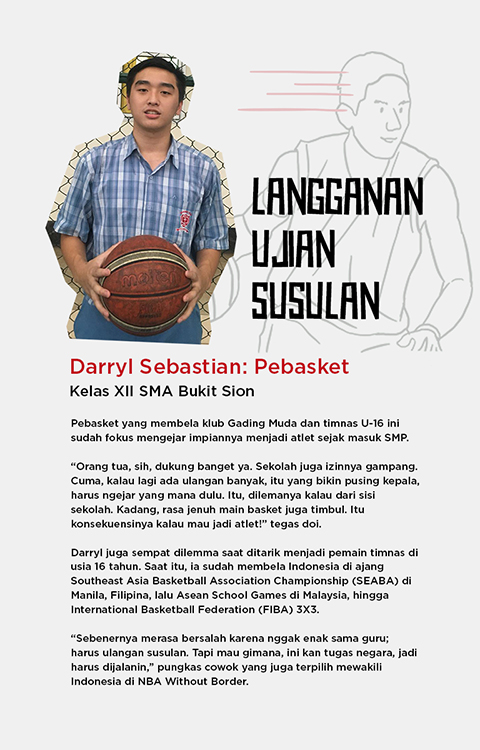 LANGGANAN
UJIAN
SUSULAN
molten
Darryl Sebastian: Pebasket
Kelas XII SMA Bukit Sion
Pebasket yang membela klub Gading Muda dan timnas U-16 ini
sudah fokus mengejar impiannya menjadi atlet sejak masuk SMP.
“Orang tua, sih, dukung banget ya. Sekolah juga izinnya gampang.
Cuma, kalau lagi ada ulangan banyak, itu yang bikin pusing kepala,
harus ngejar yang mana dulu. Itu, dilemanya kalau dari sisi
sekolah. Kadang, rasa jenuh main basket juga timbul. Itu
konsekuensinya kalau mau jadi atlet!” tegas doi.
Darryl juga sempat dilemma saat ditarik menjadi pemain timnas di
usia 16 tahun. Saat itu, ia sudah membela Indonesia di ajang
Southeast Asia Basketball Association Championship (SEABA) di
Manila, Filipina, lalu Asean School Games di Malaysia, hingga
International Basketball Federation (FIBA) 3X3.
“Sebenernya merasa bersalah karena nggak enak sama guru;
harus ulangan susulan. Tapi mau gimana, ini kan tugas negara, jadi
harus dijalanin,” pungkas cowok yang juga terpilih mewakili
Indonesia di NBA Without Border.